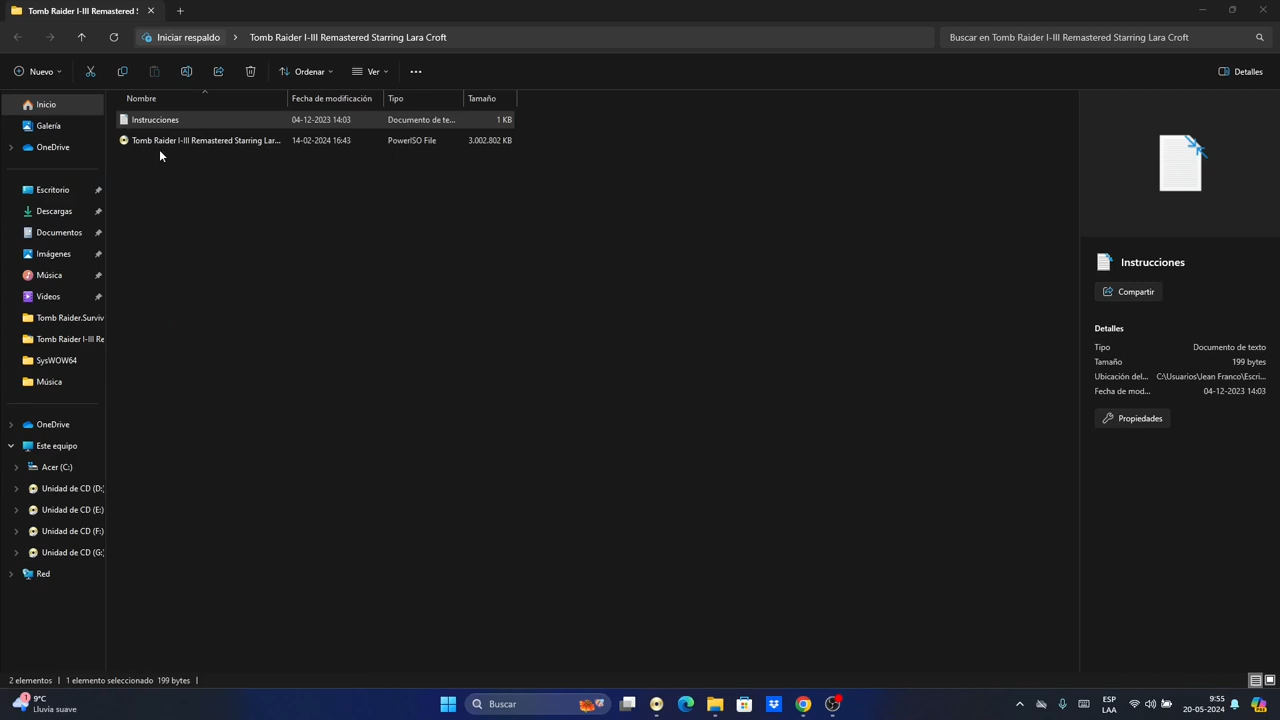 Tomb Raider I-III Remastered S
Iniciar respaldo
Tomb Raider I-III Remastered Starring Lara Croft
Buscar en Tomb Raider I-III Remastered Starring Lara Croft
Nuevo
Ordenar
Ver
Detalles
Nombre
Fecha de modificación
Tipo
Tamaño
Instrucciones
04-12-2023 14:03
Documento de te...
1 KB
Tomb Raider I-III Remastered Starring Lar...
14-02-2024 16:43
PowerISO File
3.002.802 KB
Inicio
Galería
OneDrive
Escritorio
Descargas
Documentos
Imágenes
Música
Videos
Tomb Raider.Surviv
Tomb Raider I-III Re
SysWOW64
Música
OneDrive
Este equipo
Acer (C:)
Unidad de CD (D:)
Unidad de CD (E:)
Unidad de CD (F:)
Unidad de CD (G:)
Red
Instrucciones
Compartir
Detalles
Tipo Documento de texto
Tamaño 199 bytes
Ubicación del... C:\Usuarios\Jean Franco\Escri...
Fecha de mod... 04-12-2023 14:03
Propiedades
2 elementos
1 elemento seleccionado 199 bytes
1
9°C
Lluvia suave
Buscar
ESP
LAA
9:55
20-05-2024